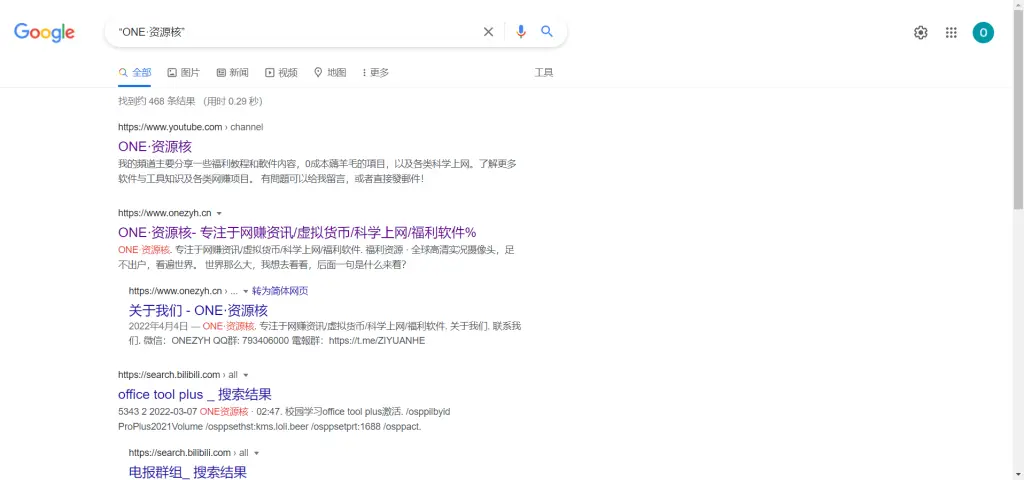 Google
“ONE·资源核”
O
全部 图片 新闻 视频 地图 更多 工具
找到约 468 条结果 (用时 0.29 秒)
https://www.youtube.com › channel
ONE·资源核
我的頻道主要分享一些福利教程和軟件内容，0成本薅羊毛的項目，以及各类科学上网。了解更多
软件与工具知识及各类网赚项目。 有問題可以给我留言，或者直接發郵件！
https://www.onezyh.cn
ONE·资源核- 专注于网赚资讯/虚拟货币/科学上网/福利软件%
ONE·资源核. 专注于网赚资讯/虚拟货币/科学上网/福利软件. 福利资源 · 全球高清实况摄像头，足
不出户，看遍世界。 世界那么大，我想去看看，后面一句是什么来着？
https://www.onezyh.cn › ... 转为简体网页
关于我们 - ONE·资源核
2022年4月4日 — ONE·资源核. 专注于网赚资讯/虚拟货币/科学上网/福利软件. 关于我们. 联系我
们. 微信：ONEZYH QQ群: 793406000 電報群：https://t.me/ZIYUANHE
https://search.bilibili.com › all
office tool plus _ 搜索结果
5343 2 2022-03-07 ONE资源核 · 02:47. 校园学习office tool plus激活. /osppilbyid
ProPlus2021Volume /osppsethst:kms.loli.beer /osppsetprt:1688 /osppact.
https://search.bilibili.com › all
电报群组_ 搜索结果